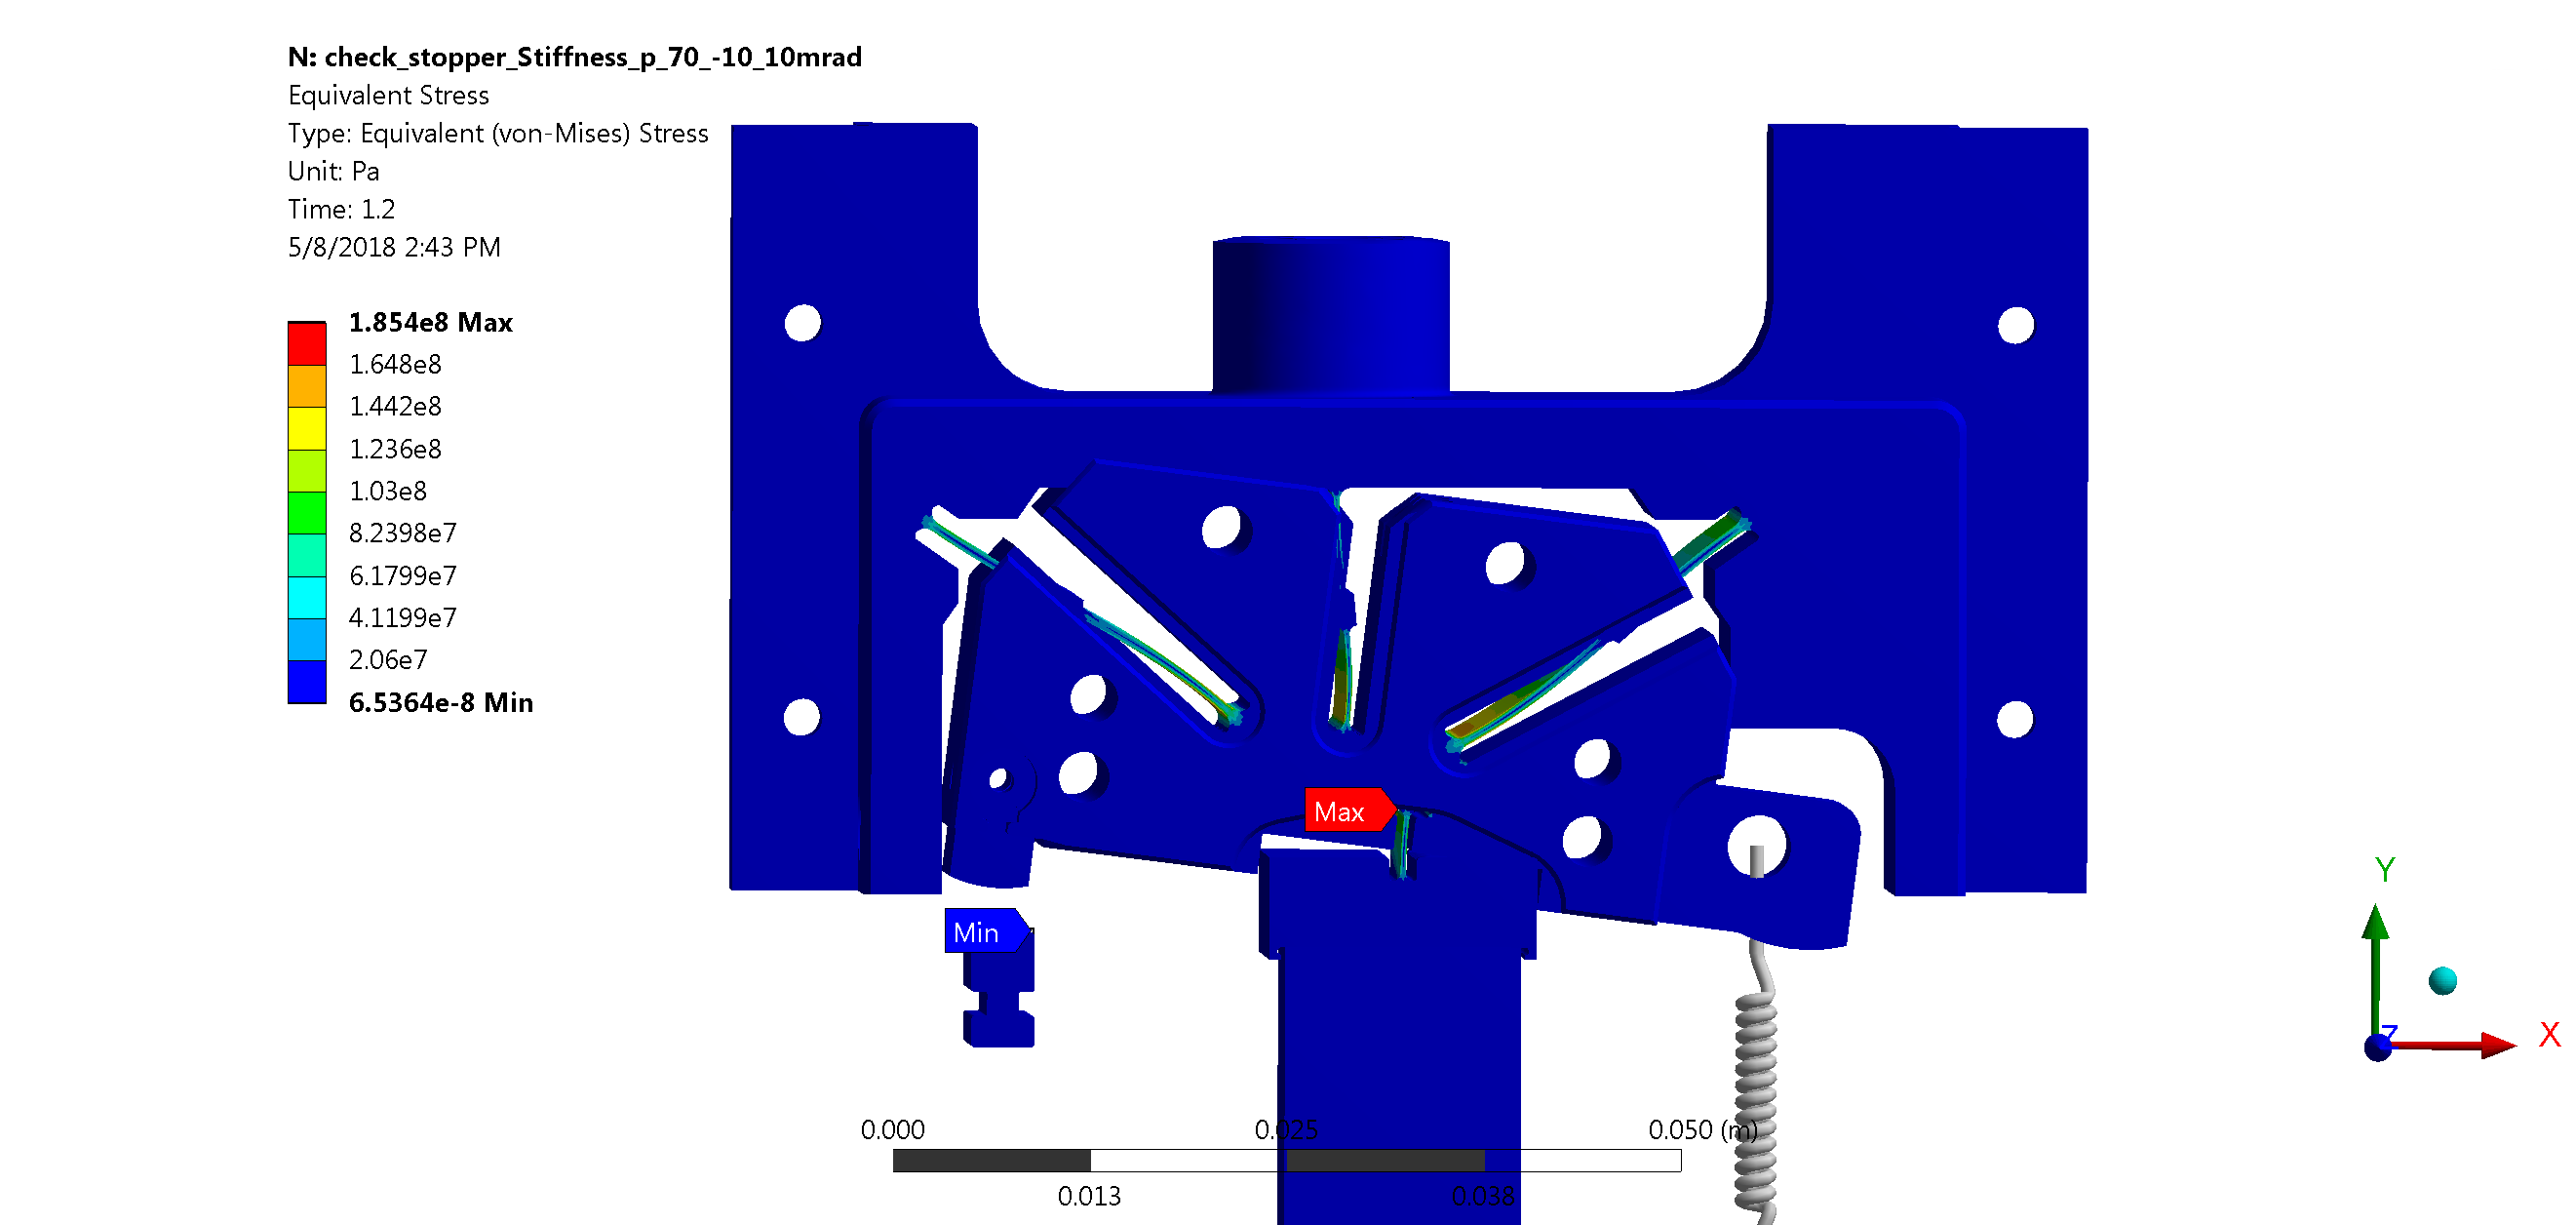 N: check_stopper_Stiffness_p_70_-10_10mrad
Equivalent Stress
Type: Equivalent (von-Mises) Stress
Unit: Pa
Time: 1.2
5/8/2018 2:43 PM
1.854e8 Max
1.648e8
1.442e8
1.236e8
1.03e8
8.2398e7
6.1799e7
4.1199e7
2.06e7
6.5364e-8 Min
Max
Min
Y
Z
X
0.000
0.025
0.050 (m)
0.013
0.038